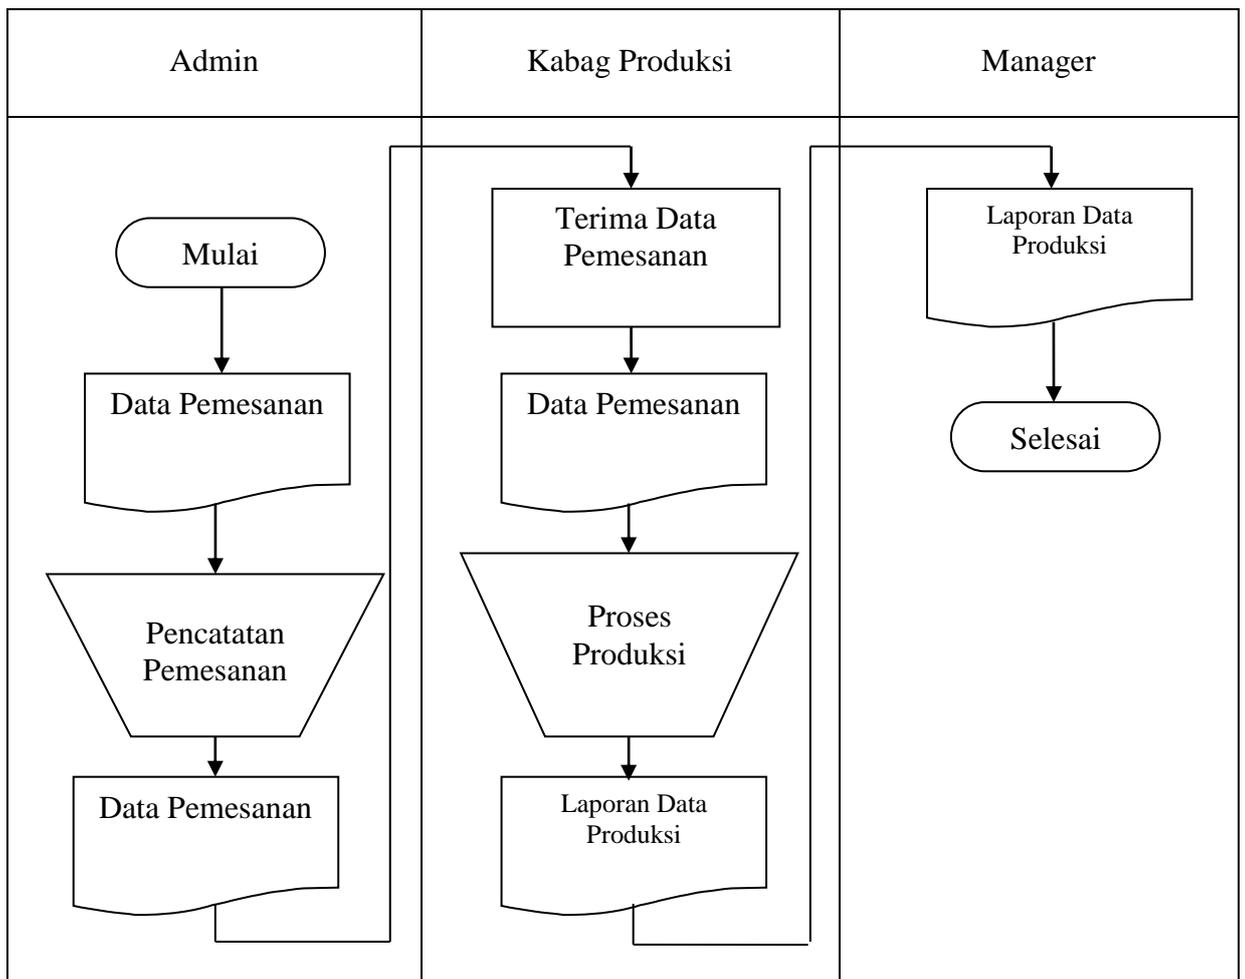 Admin
Kabag Produksi
Manager
Mulai
Data Pemesanan
Pencatatan
Pemesanan
Data Pemesanan
Terima Data
Pemesanan
Data Pemesanan
Proses
Produksi
Laporan Data
Produksi
Laporan Data
Produksi
Selesai